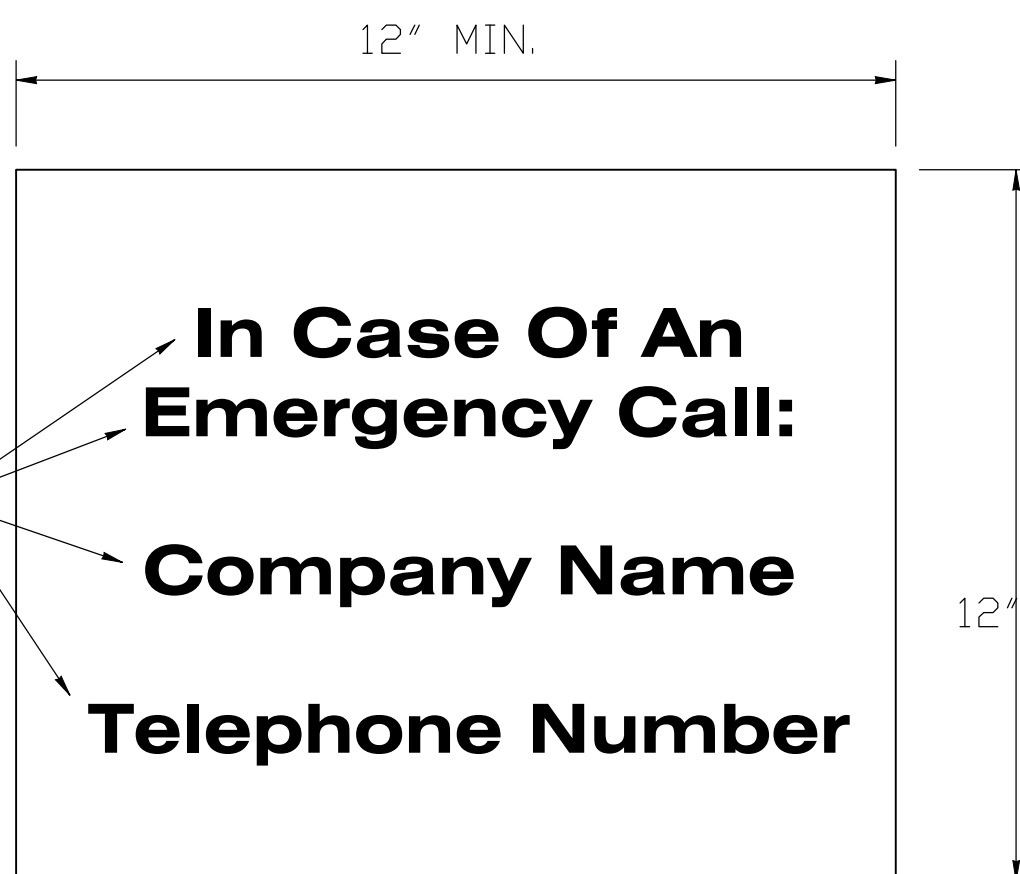 12" MIN.
In Case Of An
Emergency Call:
Company Name
12"
Telephone Number